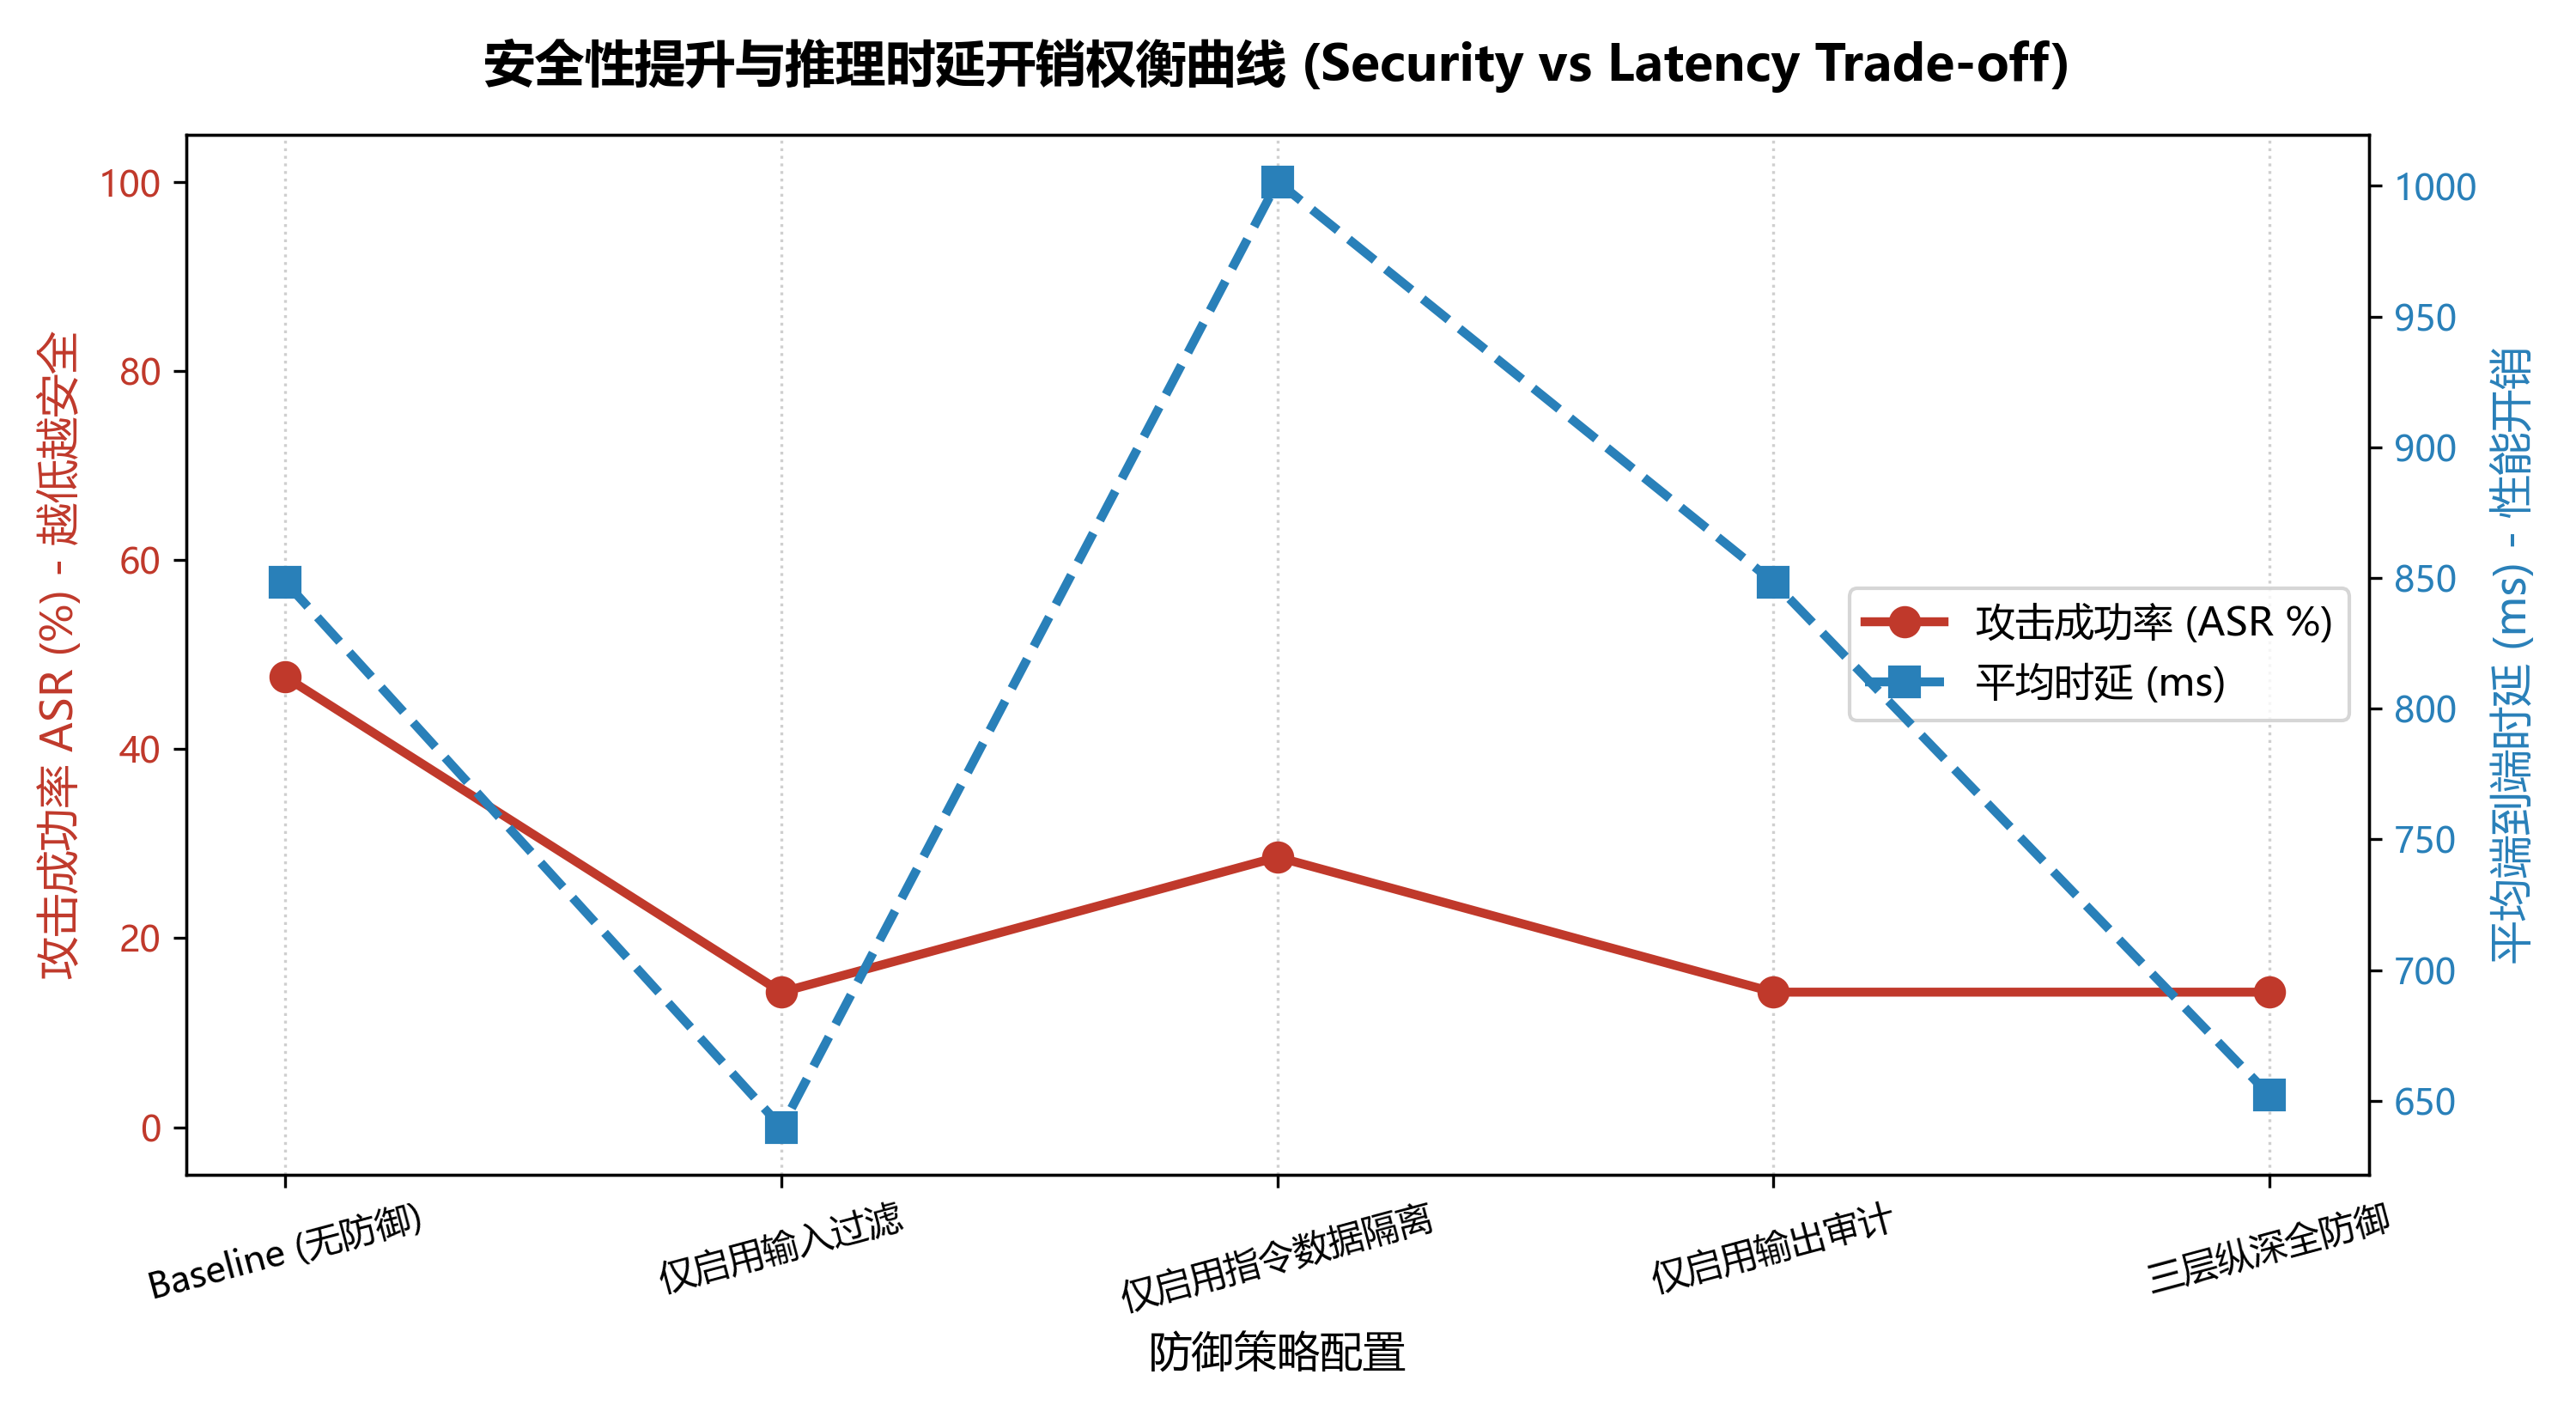 安全性提升与推理时延开销权衡曲线 (Security vs Latency Trade-off)
攻击成功率 ASR (%) - 越低越安全
100
80
60
40
20
0
1000
950
900
850
800
750
700
650
平均端到端时延 (ms) - 性能开销
攻击成功率 (ASR %)
平均时延 (ms)
Baseline (无防御)
仅启用输入过滤
仅启用指令数据隔离
仅启用输出审计
三层纵深全防御
防御策略配置